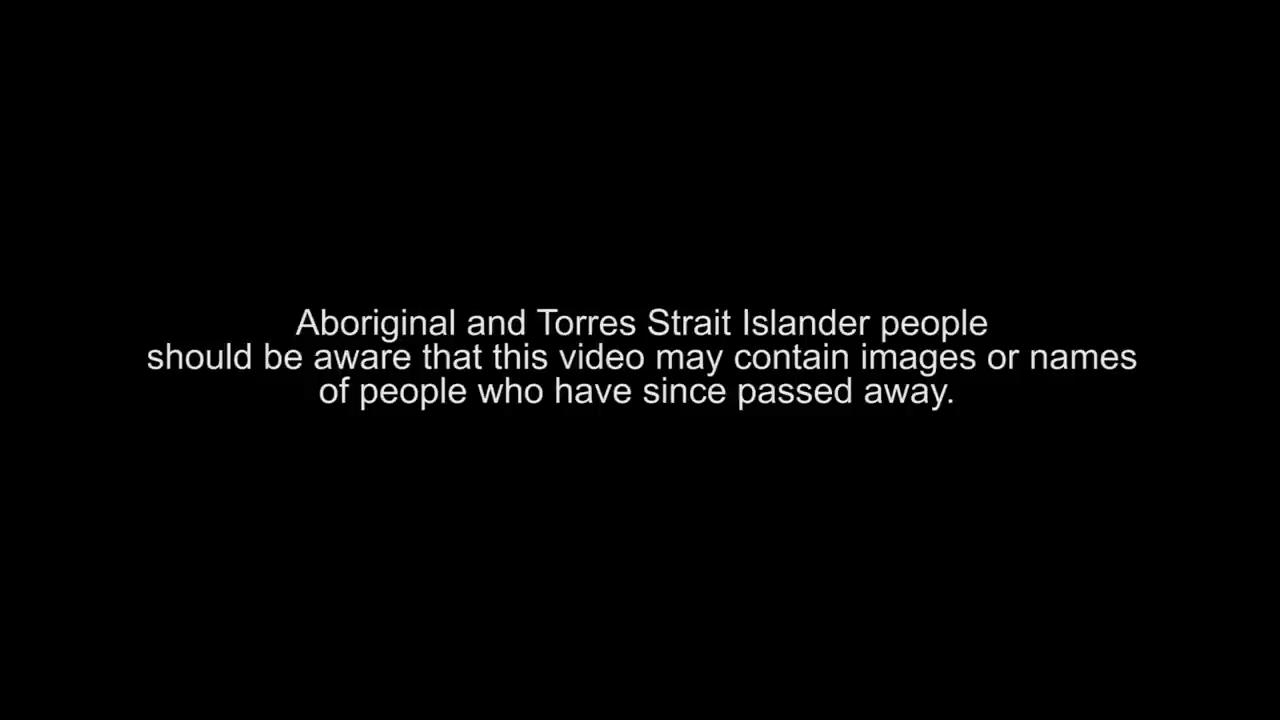 Aboriginal and Torres Strait Islander people
should be aware that this video may contain images or names
of people who have since passed away.